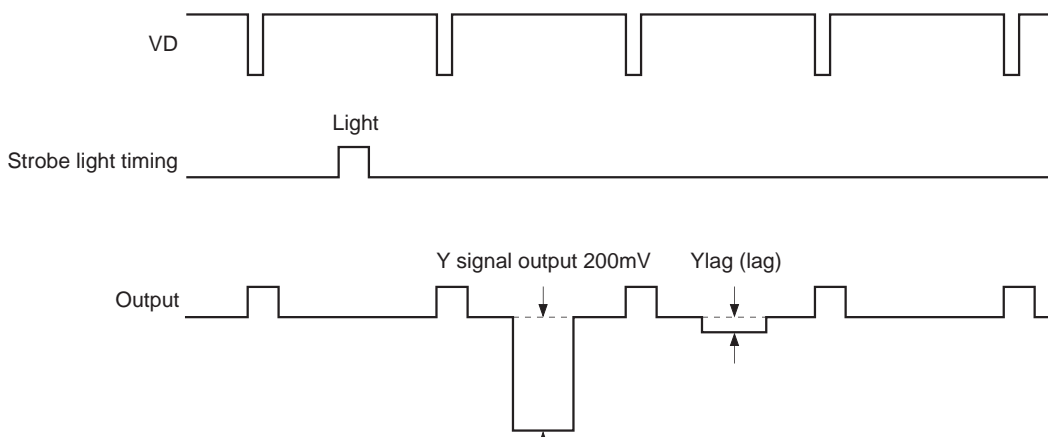 VD
Light
Strobe light timing
Y signal output 200mV
Ylag (lag)
Output